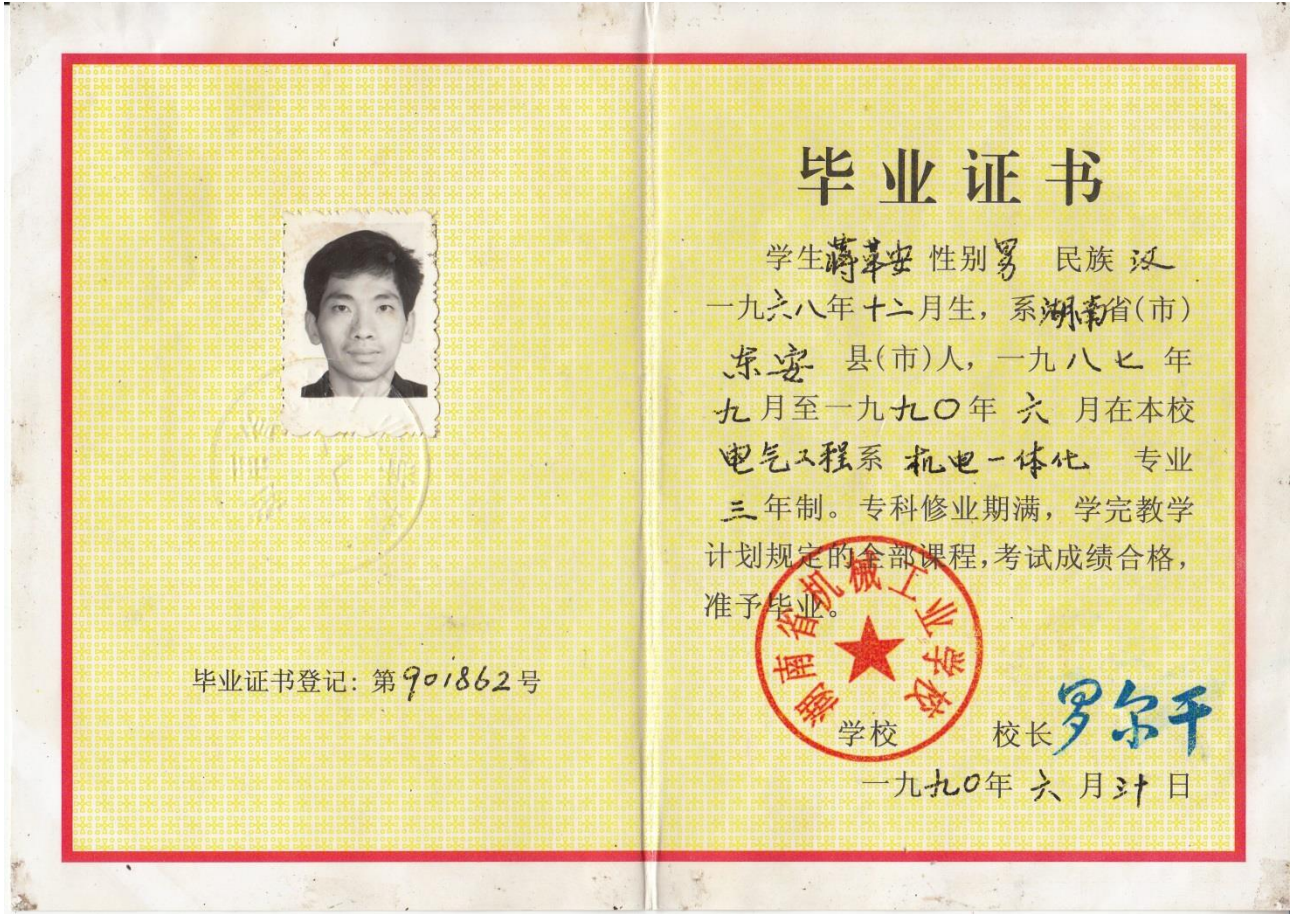 毕业证书登记: 第901862号
毕业证书
学生蒋革安 性别 男 民族 汉
一九六八年十二月生，系湖南省(市)
东安 县(市)人，一九八七 年
九月至一九九〇年 六 月在本校
电气工程系 机电一体化 专业
三年制。专科修业期满，学完教学
计划规定的全部课程，考试成绩合格，
准予毕业。
湖南省机械工业学校
学校 校长罗尔干
一九九〇年 六 月三十日